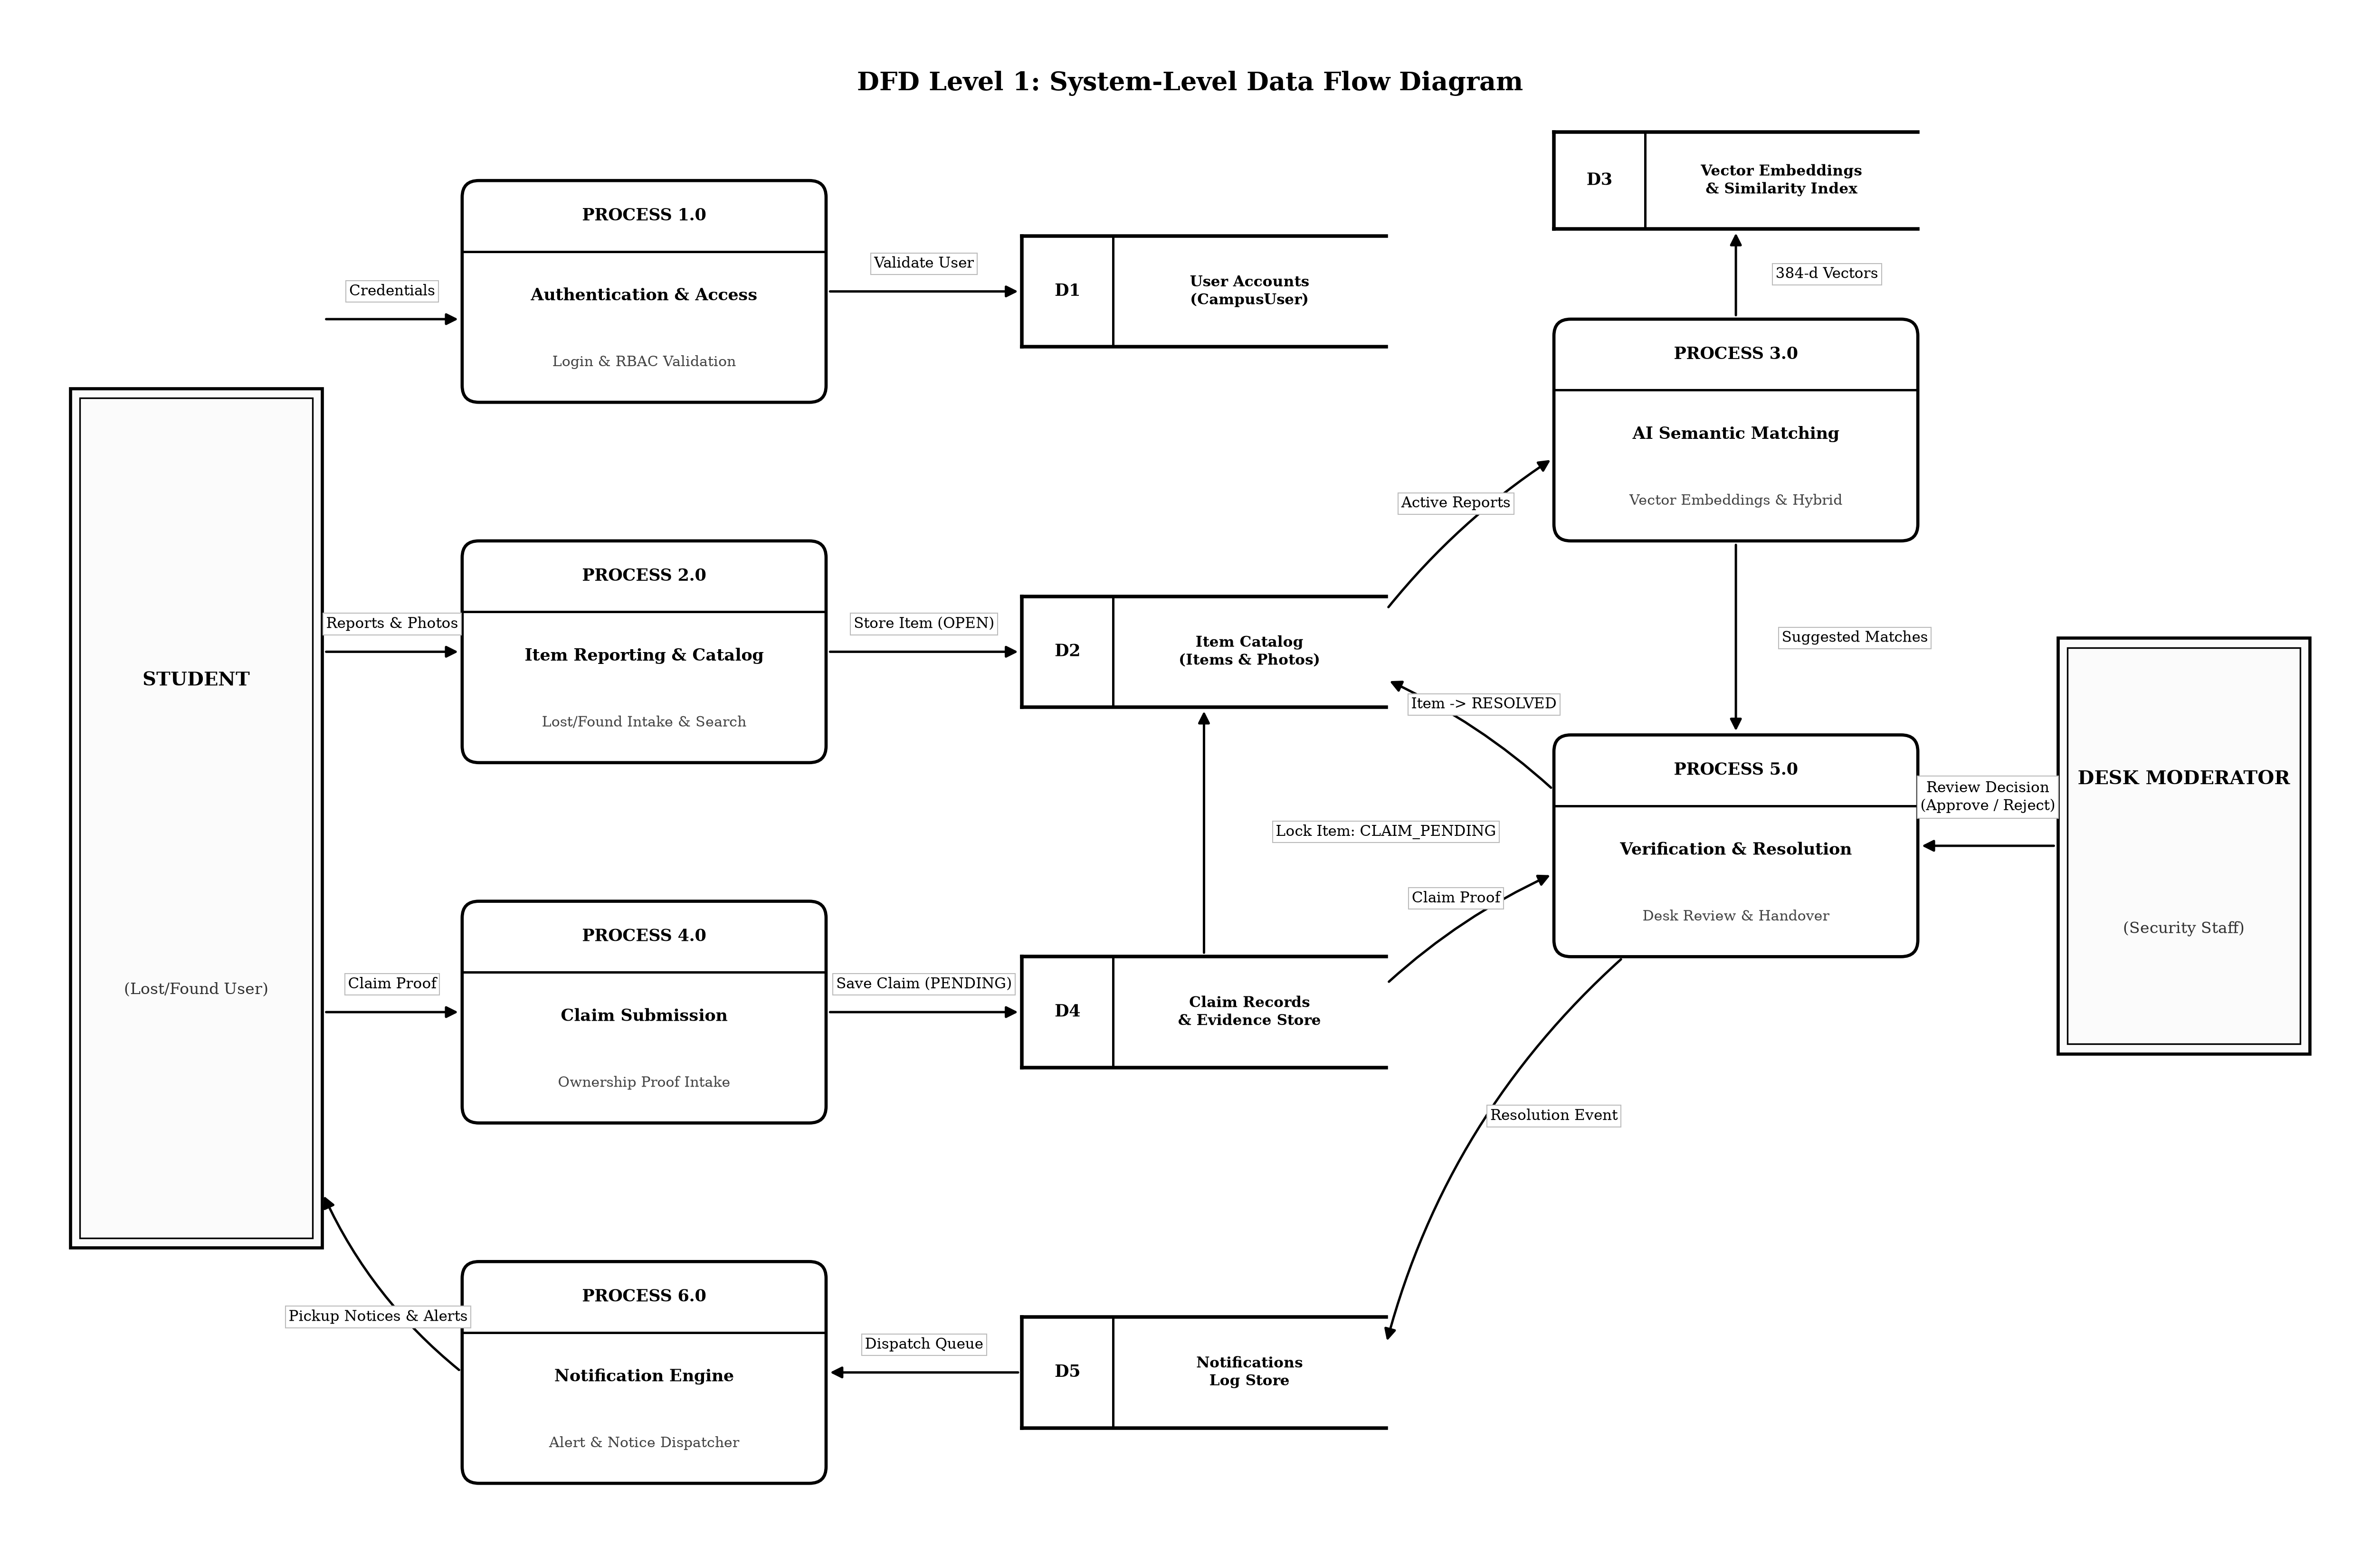 DFD Level 1: System-Level Data Flow Diagram
D3
Vector Embeddings
& Similarity Index
PROCESS 1.0
Authentication & Access
Login & RBAC Validation
Credentials
Validate User
D1
User Accounts
(CampusUser)
384-d Vectors
PROCESS 3.0
AI Semantic Matching
Vector Embeddings & Hybrid
Active Reports
STUDENT
(Lost/Found User)
Reports & Photos
PROCESS 2.0
Item Reporting & Catalog
Lost/Found Intake & Search
Store Item (OPEN)
D2
Item Catalog
(Items & Photos)
Suggested Matches
Item -> RESOLVED
PROCESS 5.0
Verification & Resolution
Desk Review & Handover
Review Decision
(Approve / Reject)
DESK MODERATOR
(Security Staff)
Lock Item: CLAIM_PENDING
Claim Proof
Claim Proof
PROCESS 4.0
Claim Submission
Ownership Proof Intake
Save Claim (PENDING)
D4
Claim Records
& Evidence Store
Resolution Event
Pickup Notices & Alerts
PROCESS 6.0
Notification Engine
Alert & Notice Dispatcher
Dispatch Queue
D5
Notifications
Log Store